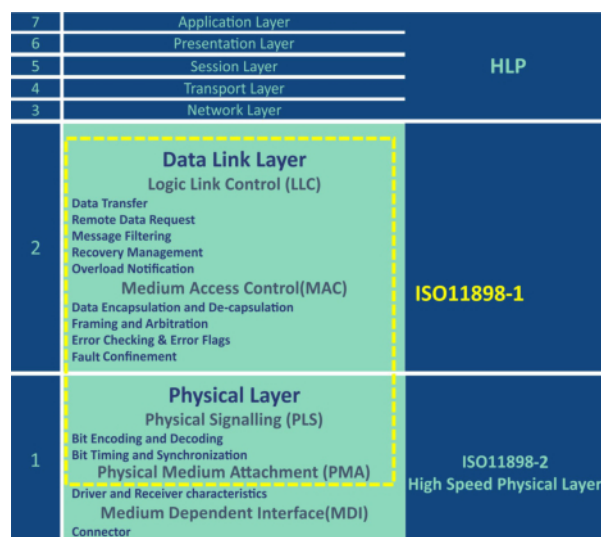 7 Application Layer
6 Presentation Layer
5 Session Layer
4 Transport Layer
3 Network Layer
HLP
2
Data Link Layer
Logic Link Control (LLC)
Data Transfer
Remote Data Request
Message Filtering
Recovery Management
Overload Notification
Medium Access Control(MAC)
Data Encapsulation and De-capsulation
Framing and Arbitration
Error Checking & Error Flags
Fault Confinement
ISO11898-1
1
Physical Layer
Physical Signalling (PLS)
Bit Encoding and Decoding
Bit Timing and Synchronization
Physical Medium Attachment (PMA)
Driver and Receiver characteristics
Medium Dependent Interface(MDI)
Connector
ISO11898-2
High Speed Physical Layer